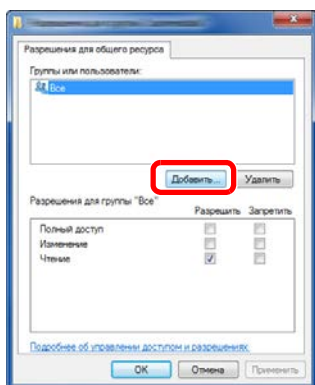 Разрешения для общего ресурса
Группы или пользователи:
Все
Добавить... Удалить
Разрешения для группы "Все"
Разрешить Запретить
Полный доступ
Изменение
Чтение
Подробнее об управлении доступом и разрешениях
ОК Отмена Применить